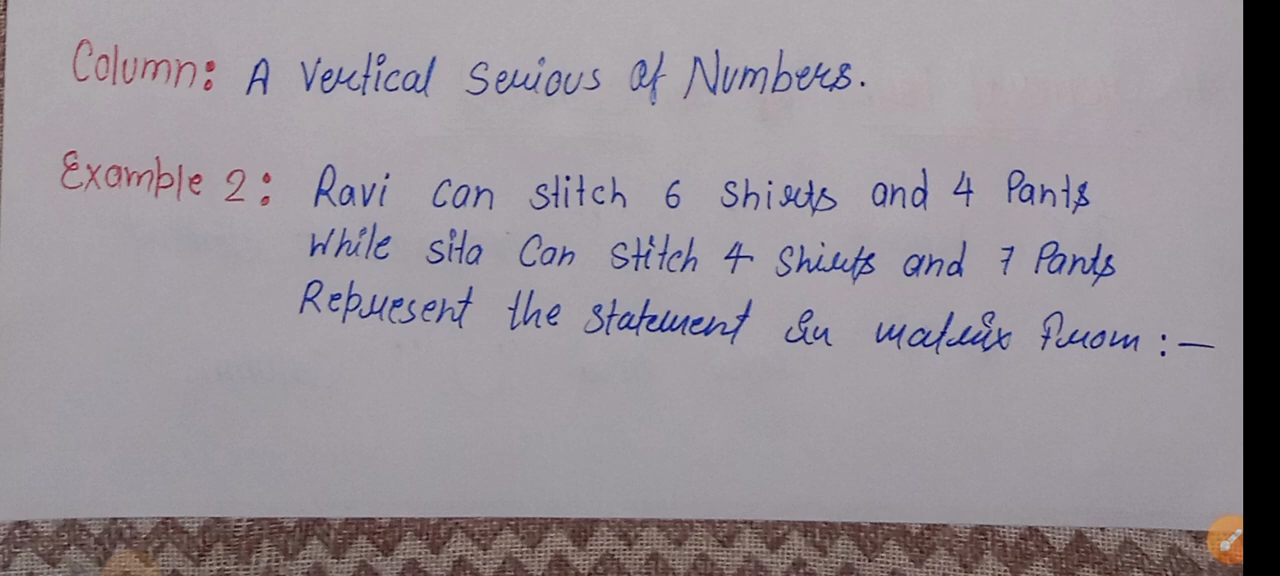 Column: A Vertical Serious of Numbers.
Examble 2: Ravi can stitch 6 Shirts and 4 Pants
While sita Can Stitch 4 Shirts and 7 Pants
Represent the statement in matrix from :-